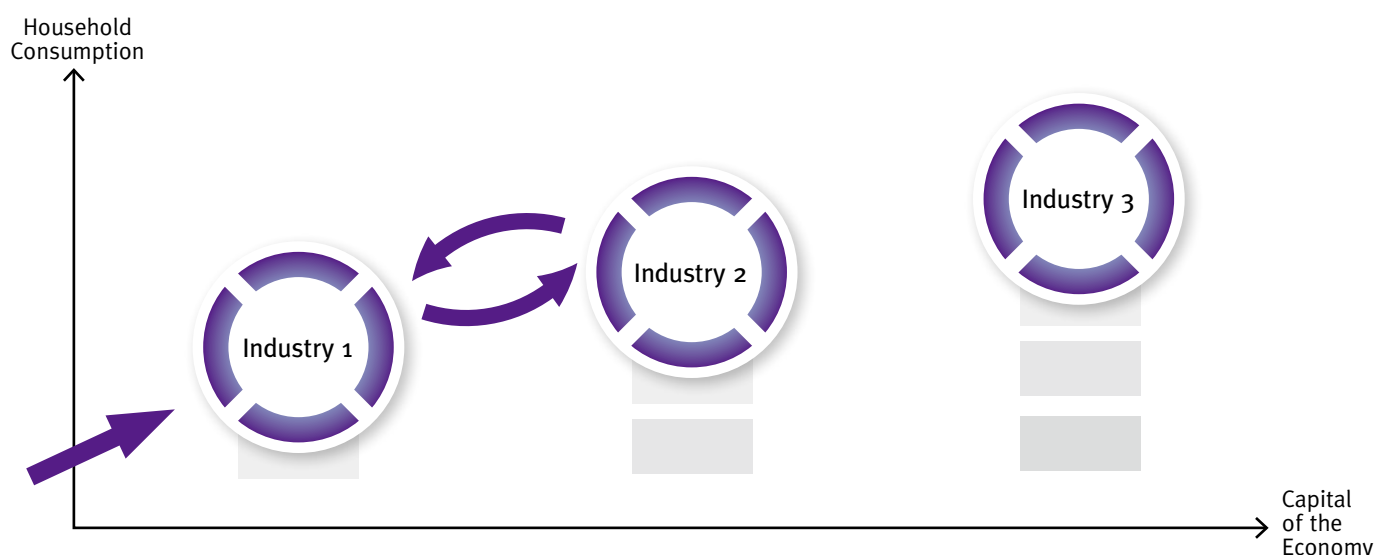 Household
Consumption
Industry 3
Industry 2
Industry 1
Capital
of the
Economy